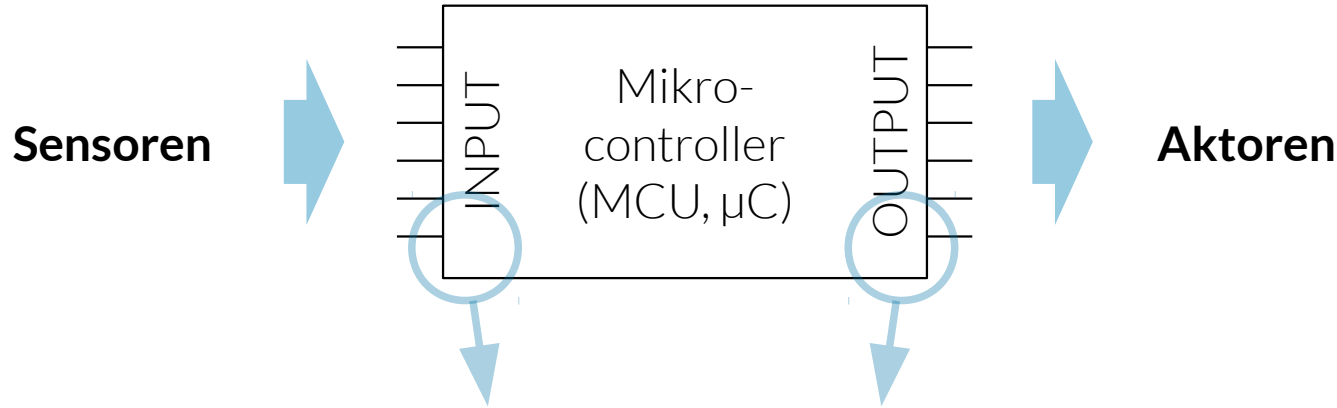 Sensoren
INPUT
Mikro-
controller
(MCU, µC)
OUTPUT
Aktoren